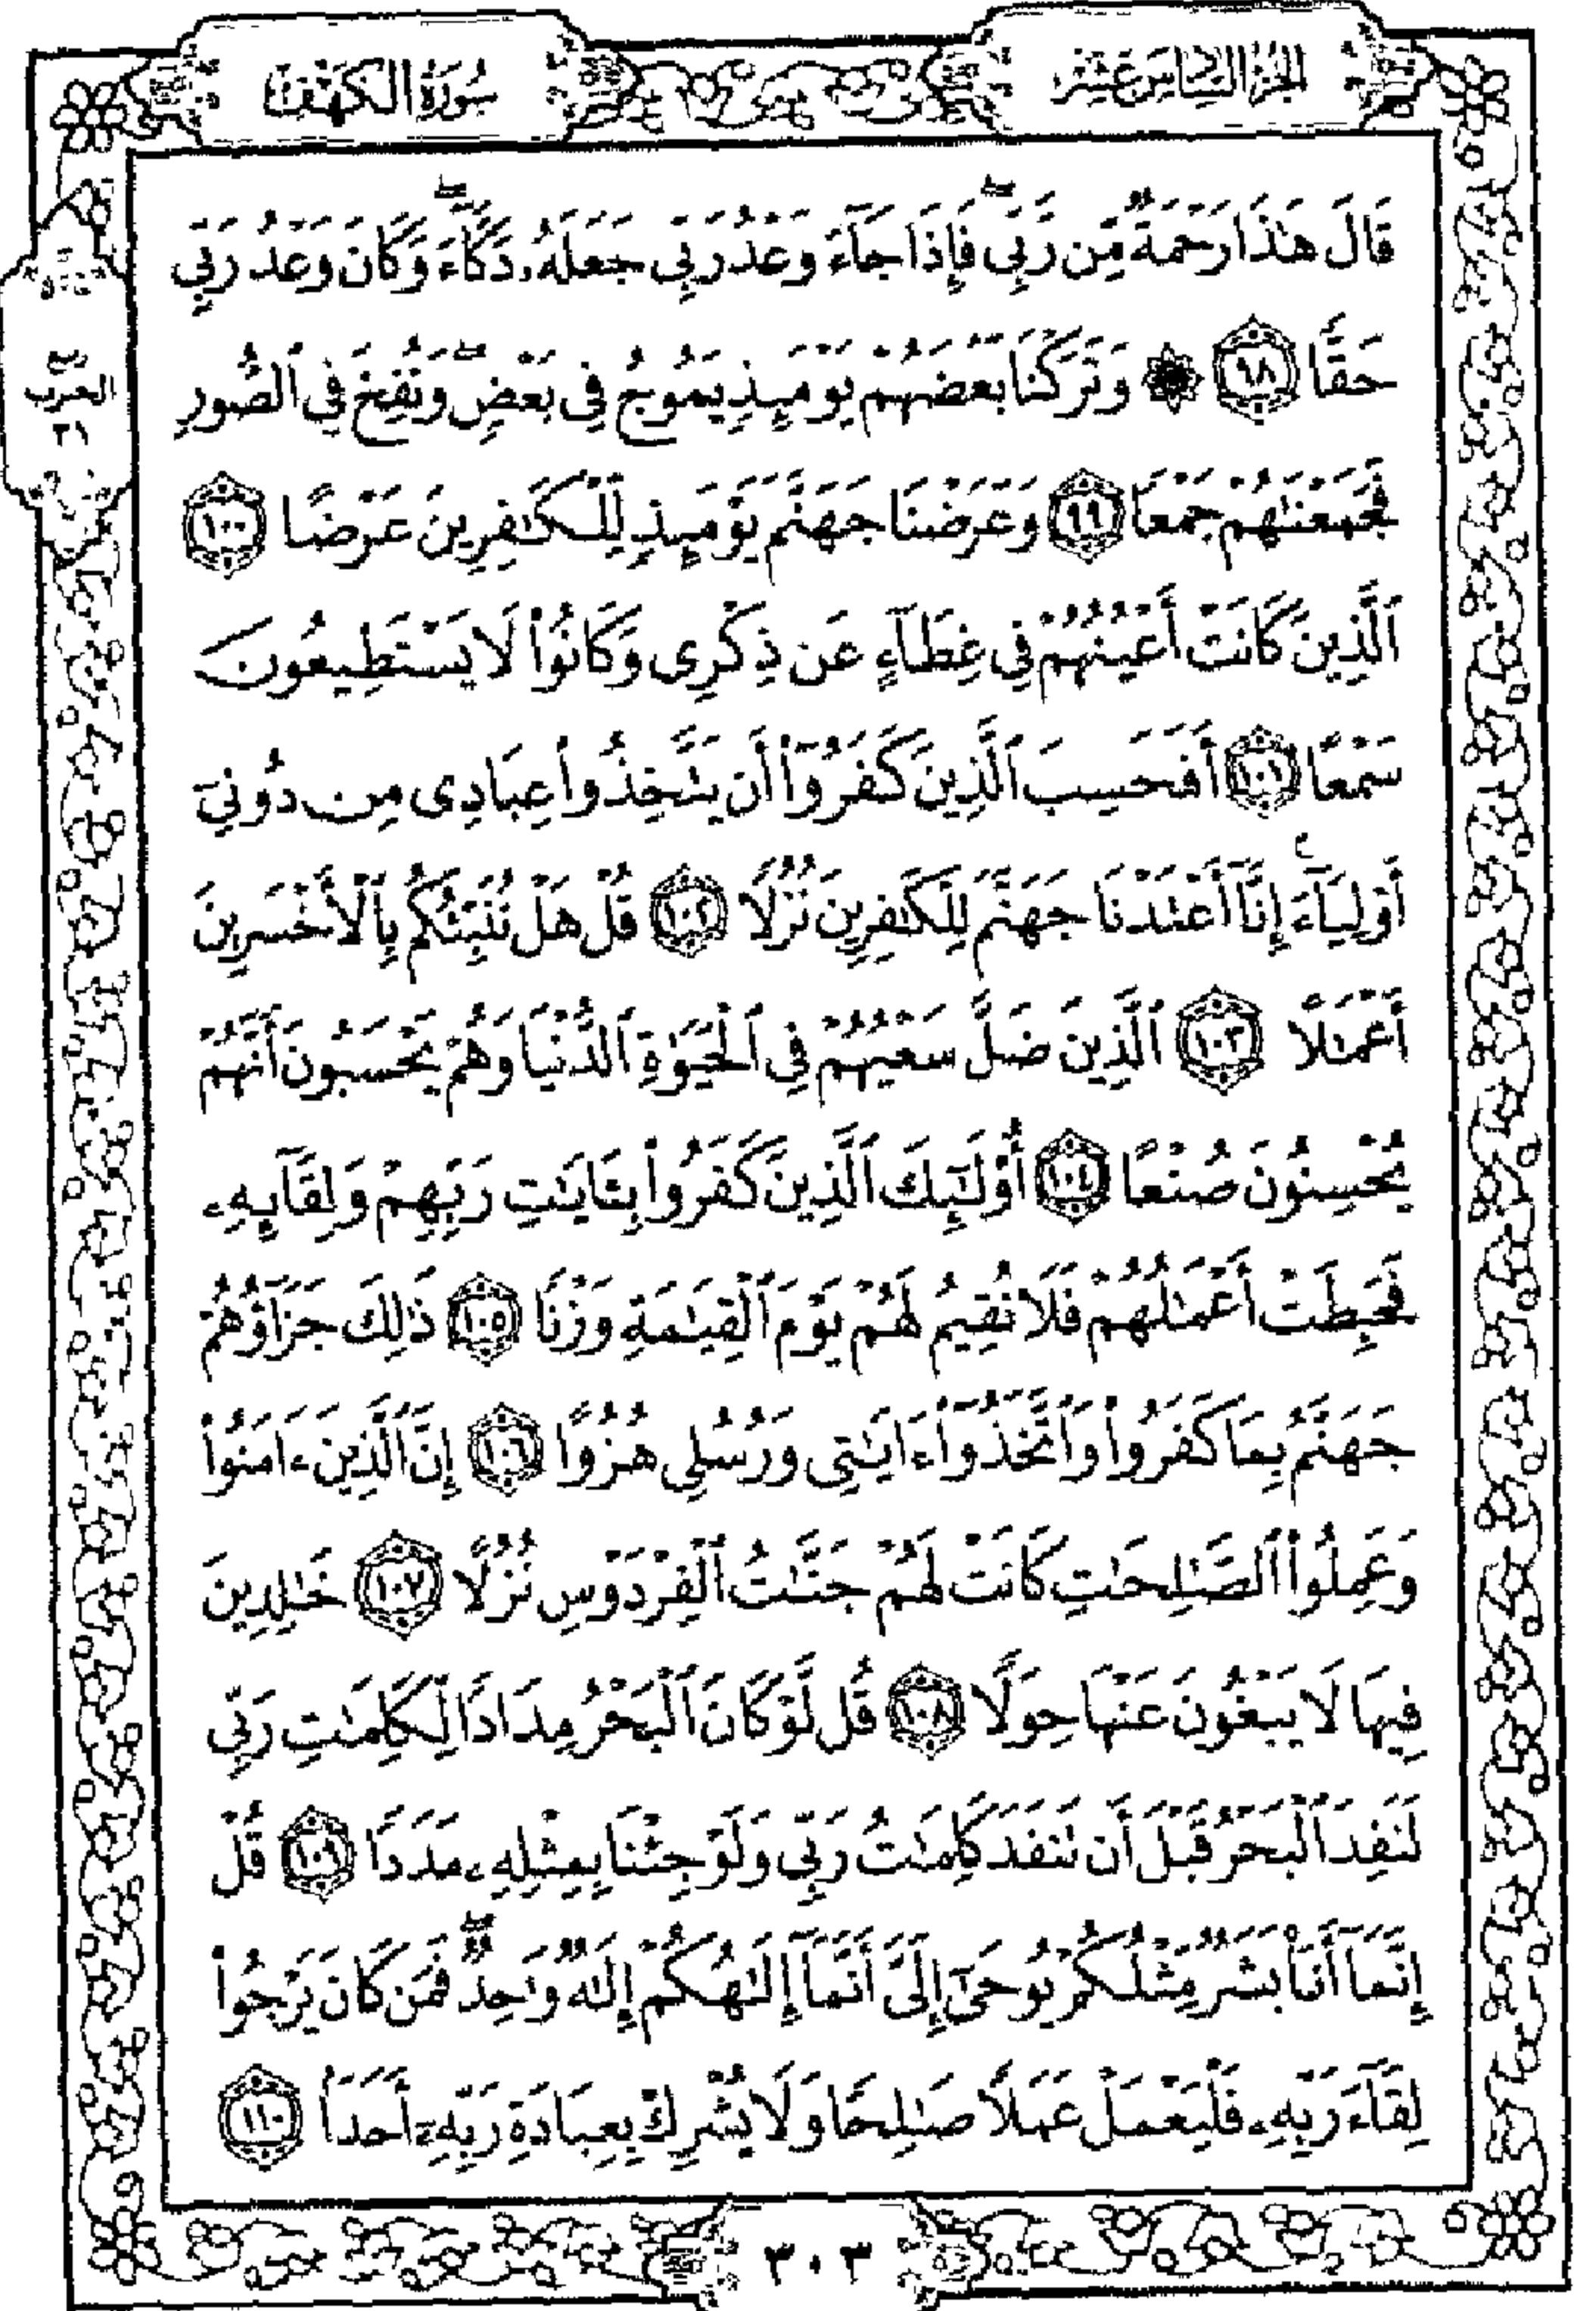 الجزء السادس عشر
سورة الكهف
قَالَ هَٰذَا رَحْمَةٌ مِّن رَّبِّى ۖ فَإِذَا جَآءَ وَعْدُ رَبِّى جَعَلَهُۥ دَكَّآءَ ۖ وَكَانَ وَعْدُ رَبِّى
حَقًّا ٩٨ ۞ وَتَرَكْنَا بَعْضَهُمْ يَوْمَئِذٍ يَمُوجُ فِى بَعْضٍ ۖ وَنُفِخَ فِى ٱلصُّورِ
فَجَمَعْنَٰهُمْ جَمْعًا ٩٩ وَعَرَضْنَا جَهَنَّمَ يَوْمَئِذٍ لِّلْكَٰفِرِينَ عَرْضًا ١٠٠
ٱلَّذِينَ كَانَتْ أَعْيُنُهُمْ فِى غِطَآءٍ عَن ذِكْرِى وَكَانُوا۟ لَا يَسْتَطِيعُونَ
سَمْعًا ١٠١ أَفَحَسِبَ ٱلَّذِينَ كَفَرُوٓا۟ أَن يَتَّخِذُوا۟ عِبَادِى مِن دُونِىٓ
أَوْلِيَآءَ ۚ إِنَّآ أَعْتَدْنَا جَهَنَّمَ لِلْكَٰفِرِينَ نُزُلًا ١٠٢ قُلْ هَلْ نُنَبِّئُكُم بِٱلْأَخْسَرِينَ
أَعْمَٰلًا ١٠٣ ٱلَّذِينَ ضَلَّ سَعْيُهُمْ فِى ٱلْحَيَوٰةِ ٱلدُّنْيَا وَهُمْ يَحْسَبُونَ أَنَّهُمْ
يُحْسِنُونَ صُنْعًا ١٠٤ أُو۟لَٰٓئِكَ ٱلَّذِينَ كَفَرُوا۟ بِـَٔايَٰتِ رَبِّهِمْ وَلِقَآئِهِۦ
فَحَبِطَتْ أَعْمَٰلُهُمْ فَلَا نُقِيمُ لَهُمْ يَوْمَ ٱلْقِيَٰمَةِ وَزْنًا ١٠٥ ذَٰلِكَ جَزَآؤُهُمْ
جَهَنَّمُ بِمَا كَفَرُوا۟ وَٱتَّخَذُوٓا۟ ءَايَٰتِى وَرُسُلِى هُزُوًا ١٠٦ إِنَّ ٱلَّذِينَ ءَامَنُوا۟
وَعَمِلُوا۟ ٱلصَّٰلِحَٰتِ كَانَتْ لَهُمْ جَنَّٰتُ ٱلْفِرْدَوْسِ نُزُلًا ١٠٧ خَٰلِدِينَ
فِيهَا لَا يَبْغُونَ عَنْهَا حِوَلًا ١٠٨ قُل لَّوْ كَانَ ٱلْبَحْرُ مِدَادًا لِّكَلِمَٰتِ رَبِّى
لَنَفِدَ ٱلْبَحْرُ قَبْلَ أَن تَنفَدَ كَلِمَٰتُ رَبِّى وَلَوْ جِئْنَا بِمِثْلِهِۦ مَدَدًا ١٠٩ قُلْ
إِنَّمَآ أَنَا۠ بَشَرٌ مِّثْلُكُمْ يُوحَىٰٓ إِلَىَّ أَنَّمَآ إِلَٰهُكُمْ إِلَٰهٌ وَٰحِدٌ ۖ فَمَن كَانَ يَرْجُوا۟
لِقَآءَ رَبِّهِۦ فَلْيَعْمَلْ عَمَلًا صَٰلِحًا وَلَا يُشْرِكْ بِعِبَادَةِ رَبِّهِۦٓ أَحَدًۢا ١١٠
الحزب
٣٠٣